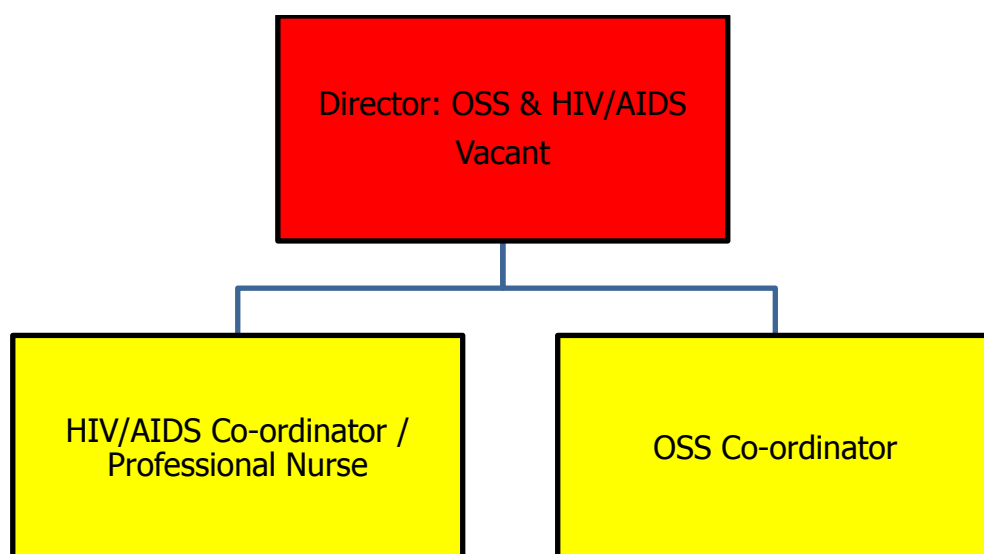 Director: OSS & HIV/AIDS
Vacant
HIV/AIDS Co-ordinator /
Professional Nurse
OSS Co-ordinator